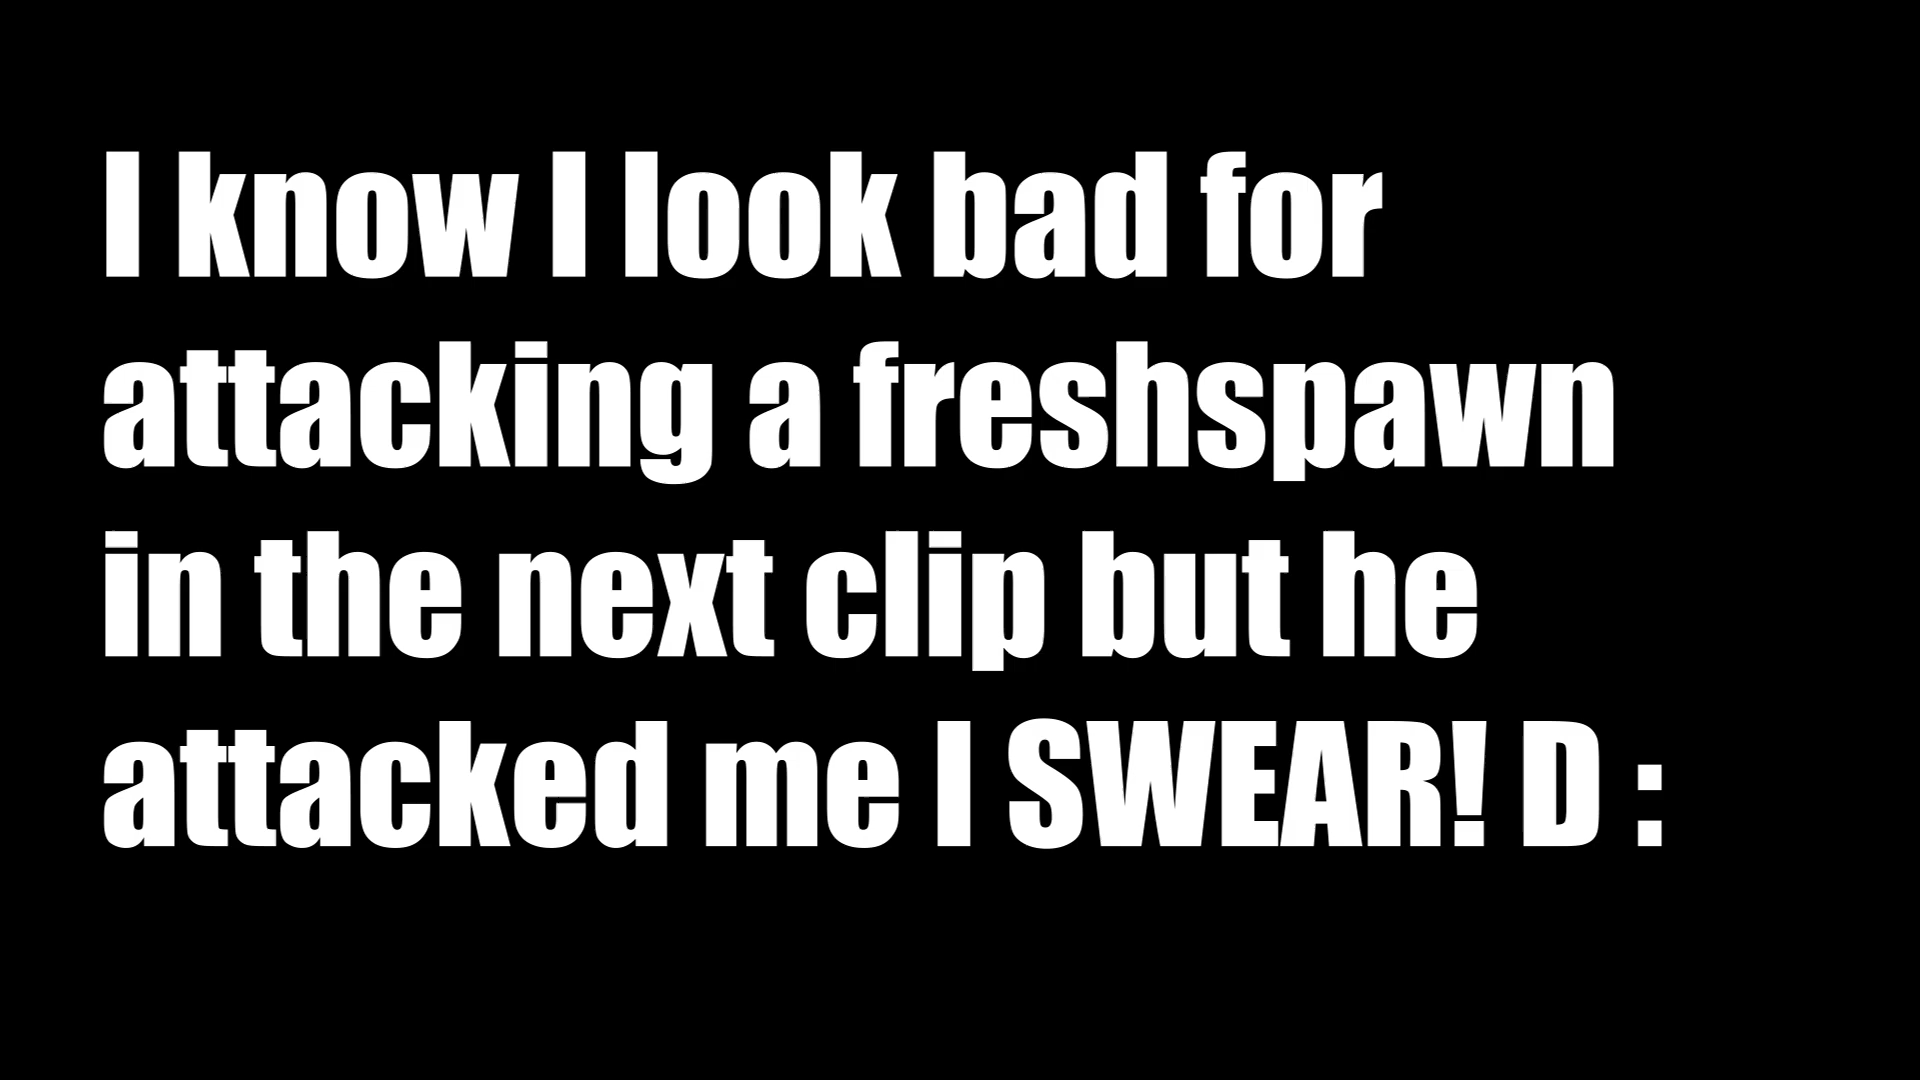 I know I look bad for
attacking a freshspawn
in the next clip but he
attacked me I SWEAR! D :